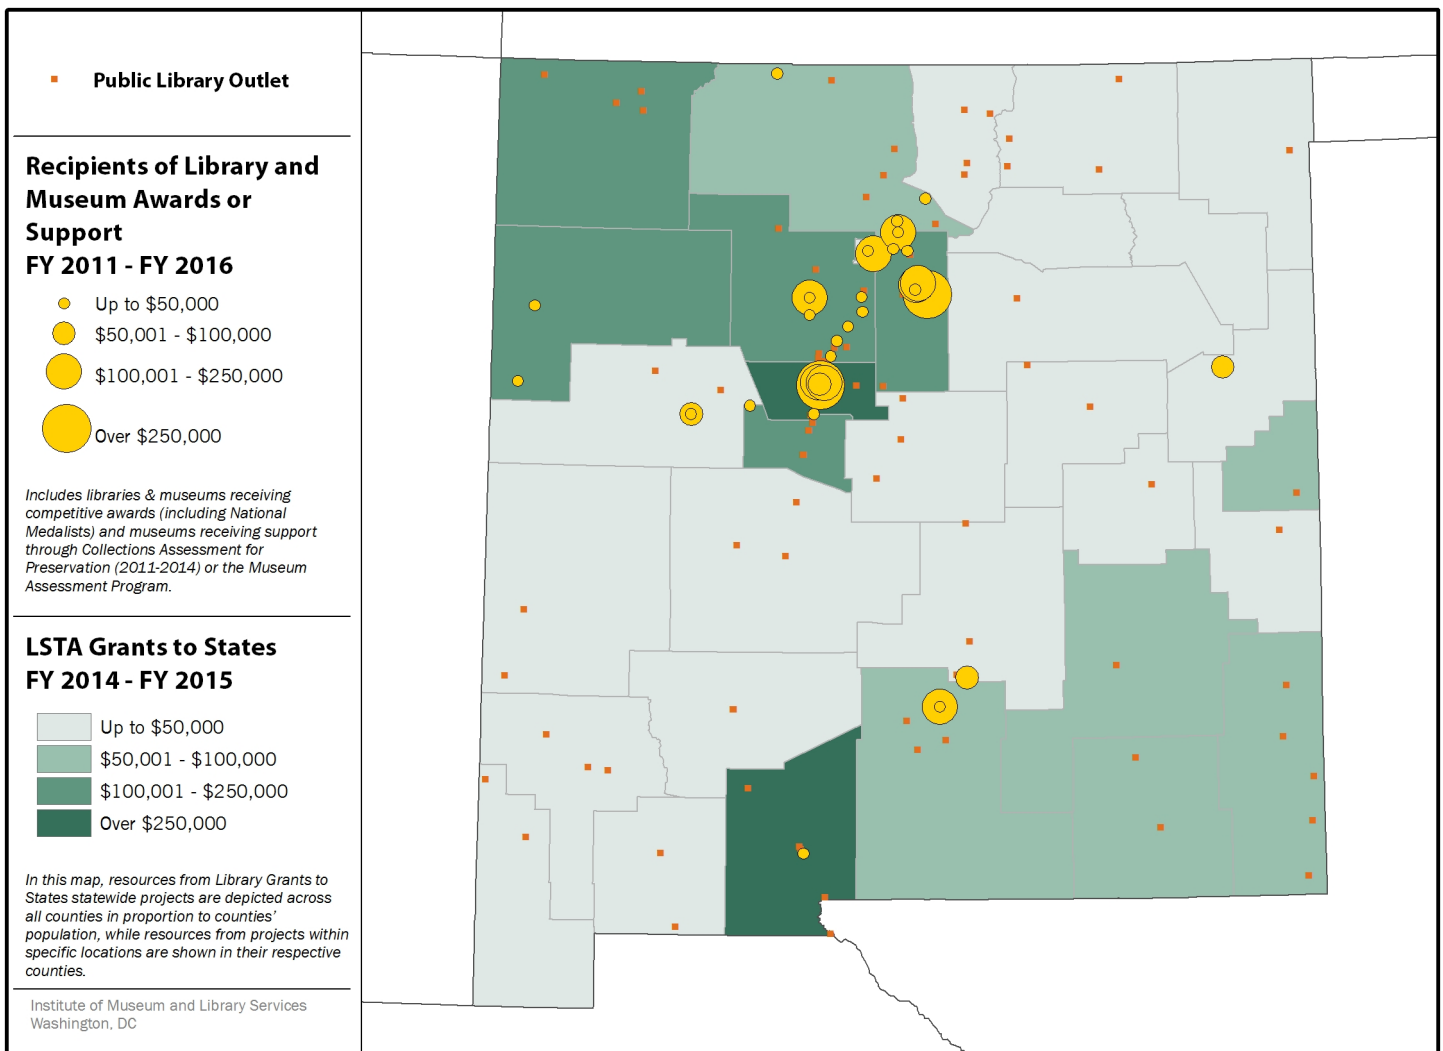 Public Library Outlet
Recipients of Library and
Museum Awards or
Support
FY 2011 - FY 2016
Up to $50,000
$50,001 - $100,000
$100,001 - $250,000
Over $250,000
Includes libraries & museums receiving
competitive awards (including National
Medalists) and museums receiving support
through Collections Assessment for
Preservation (2011-2014) or the Museum
Assessment Program.
LSTA Grants to States
FY 2014 - FY 2015
Up to $50,000
$50,001 - $100,000
$100,001 - $250,000
Over $250,000
In this map, resources from Library Grants to
States statewide projects are depicted across
all counties in proportion to counties'
population, while resources from projects within
specific locations are shown in their respective
counties.
Institute of Museum and Library Services
Washington, DC